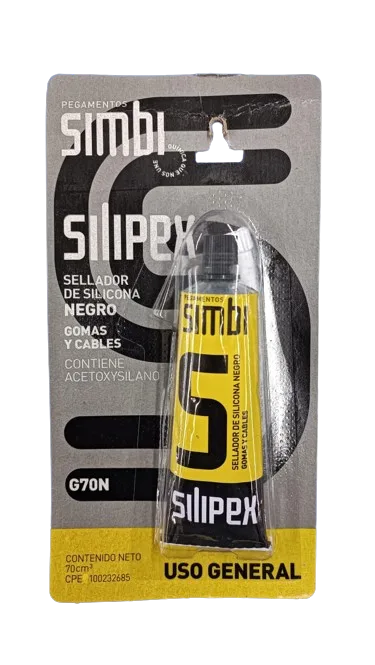 PEGAMENTOS
simbi
QUÍMICA QUE NOS UNE
silipex
SELLADOR
DE SILICONA
NEGRO
GOMAS
Y CABLES
CONTIENE
ACETOXYSILANO
G70N
CONTENIDO NETO
70cm³
CPE 100232685
USO GENERAL
PEGAMENTOS
simbi
S
SELLADOR DE SILICONA NEGRO
GOMAS Y CABLES
silipex